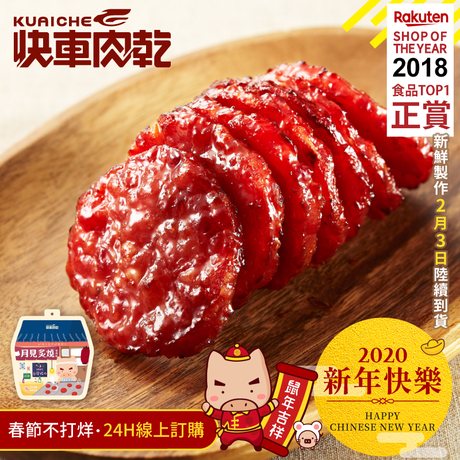 KUAICHE
快車肉乾
Rakuten
SHOP OF
THE YEAR
2018
食品TOP1
正賞
新鮮製作2月3日陸續到貨
月見炙燒
鼠年吉祥
2020
新年快樂
HAPPY
CHINESE NEW YEAR
春節不打烊·24H線上訂購